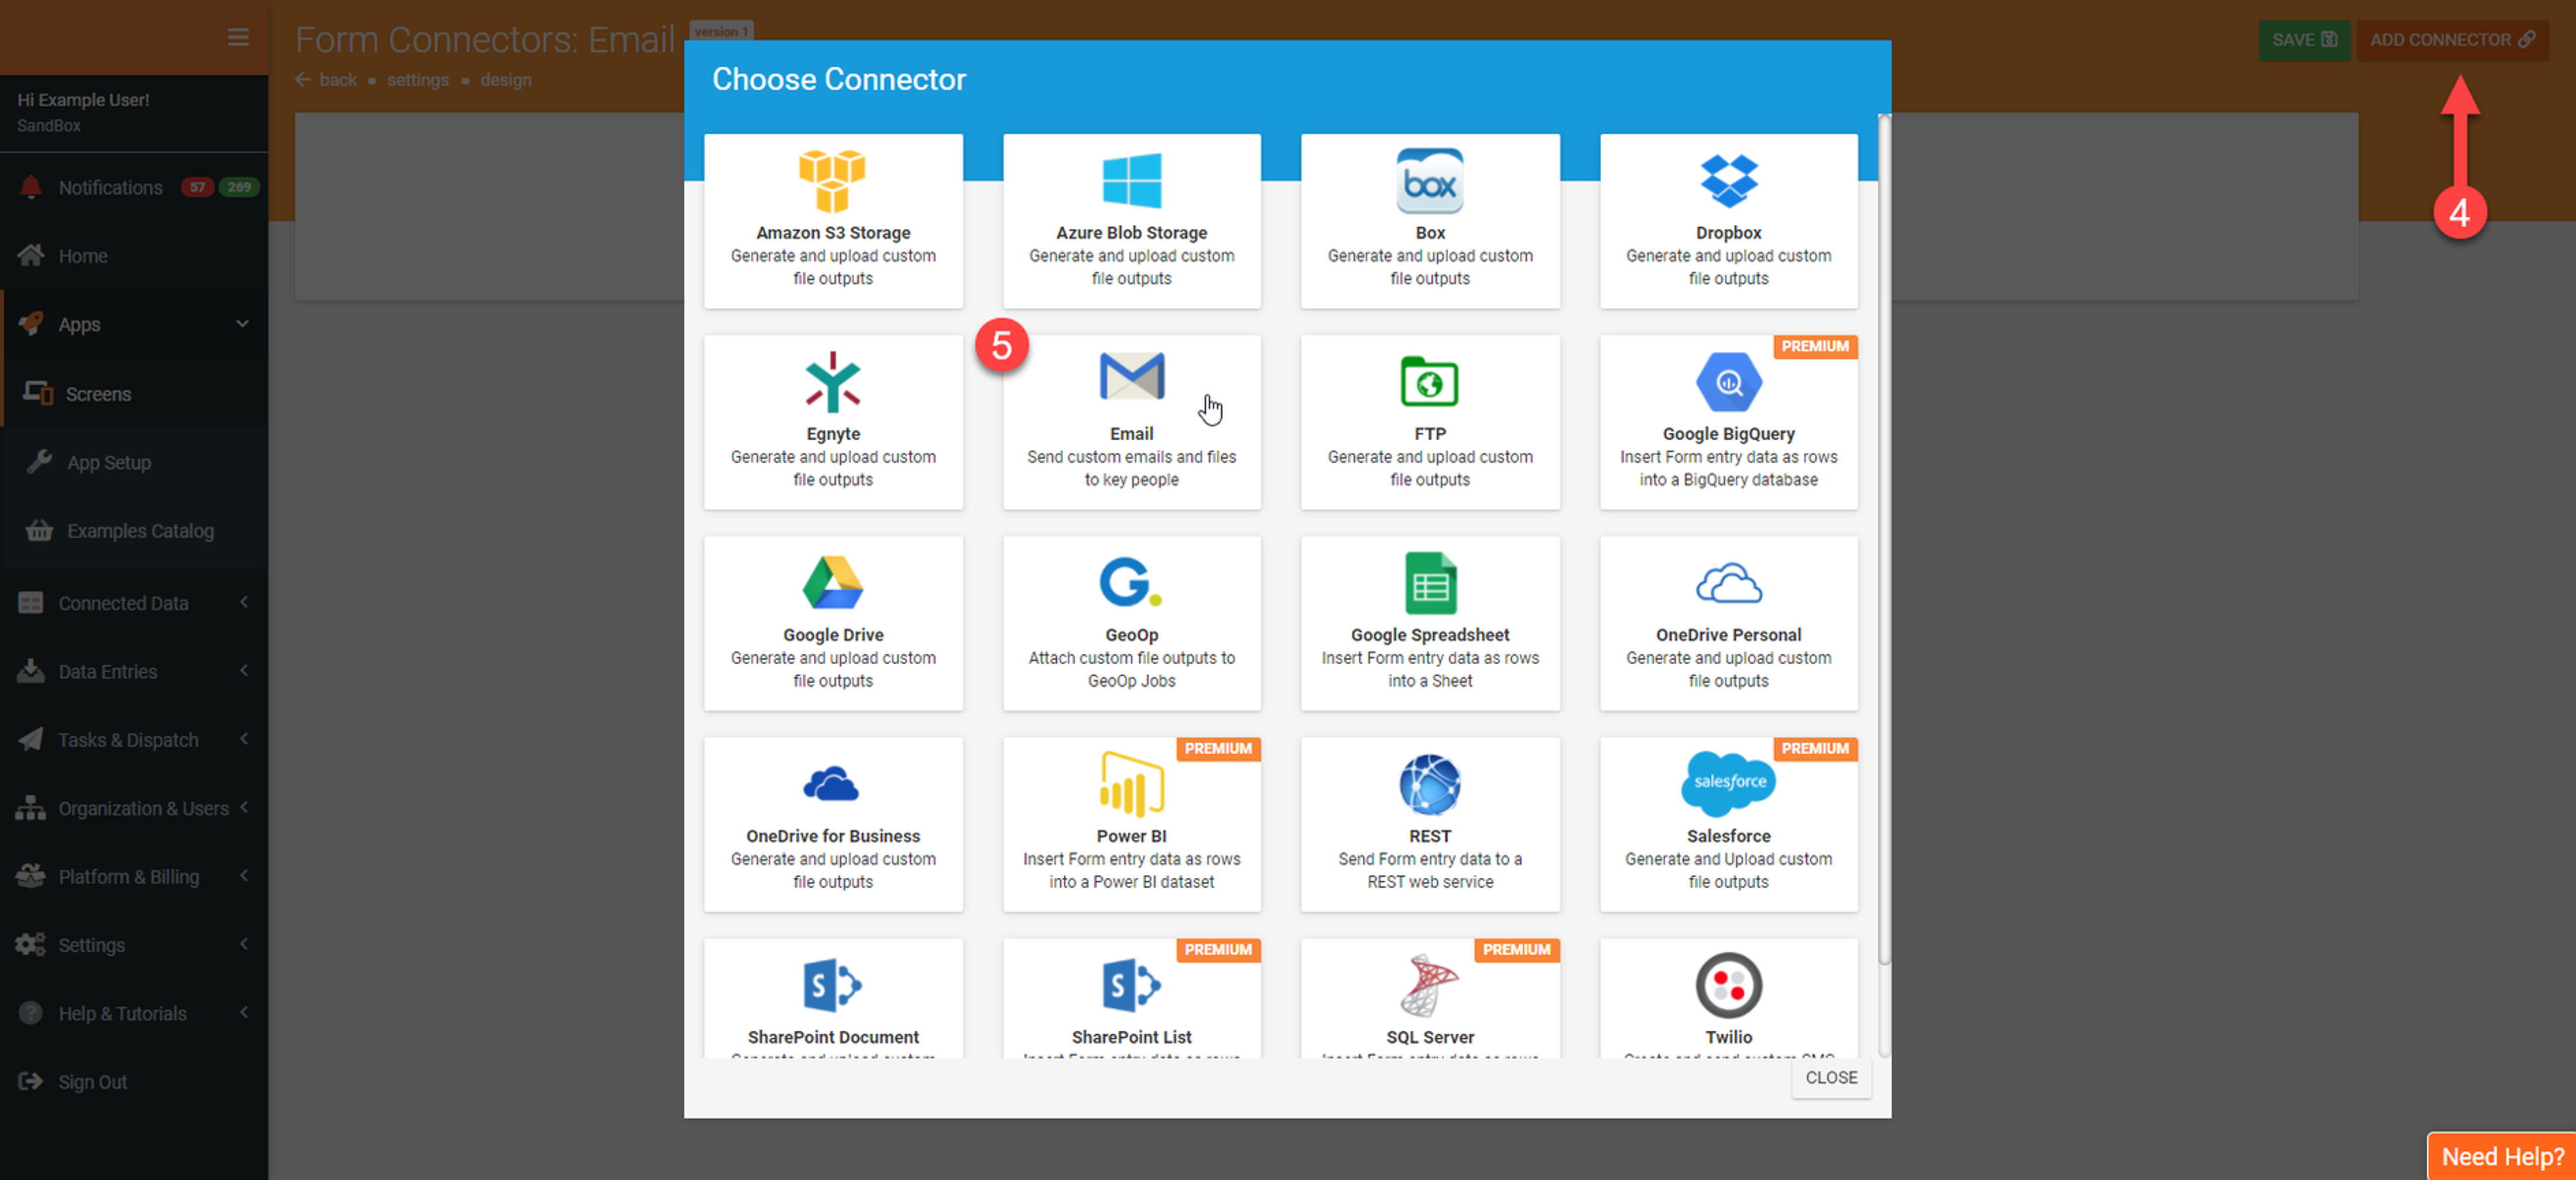 Form Connectors: Email version 1
back • settings • design
SAVE
ADD CONNECTOR
4
Hi Example User!
SandBox
Notifications 57 269
Home
Apps
Screens
App Setup
Examples Catalog
Connected Data
Data Entries
Tasks & Dispatch
Organization & Users
Platform & Billing
Settings
Help & Tutorials
Sign Out
Choose Connector
Amazon S3 Storage
Generate and upload custom
file outputs
Azure Blob Storage
Generate and upload custom
file outputs
box
Box
Generate and upload custom
file outputs
Dropbox
Generate and upload custom
file outputs
Egnyte
Generate and upload custom
file outputs
5
Email
Send custom emails and files
to key people
FTP
Generate and upload custom
file outputs
PREMIUM
Google BigQuery
Insert Form entry data as rows
into a BigQuery database
Google Drive
Generate and upload custom
file outputs
G.
GeoOp
Attach custom file outputs to
GeoOp Jobs
Google Spreadsheet
Insert Form entry data as rows
into a Sheet
OneDrive Personal
Generate and upload custom
file outputs
OneDrive for Business
Generate and upload custom
file outputs
PREMIUM
Power BI
Insert Form entry data as rows
into a Power BI dataset
REST
Send Form entry data to a
REST web service
PREMIUM
salesforce
Salesforce
Generate and Upload custom
file outputs
S
SharePoint Document
PREMIUM
S
SharePoint List
PREMIUM
SQL Server
Twilio
CLOSE
Need Help?